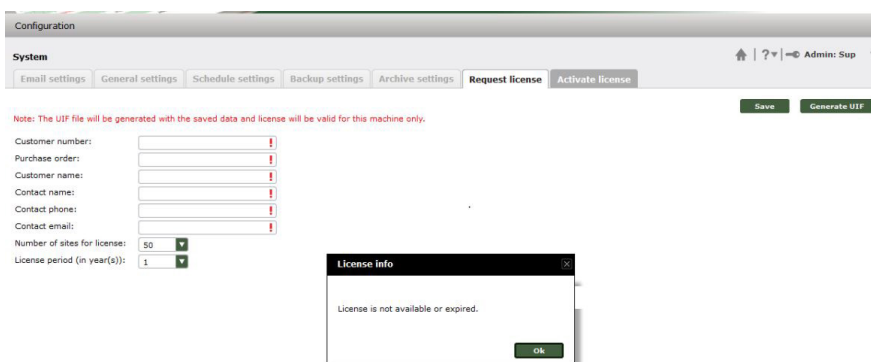 Configuration
System
? Admin: Sup
Email settings General settings Schedule settings Backup settings Archive settings Request license Activate license
Save Generate UIF
Note: The UIF file will be generated with the saved data and license will be valid for this machine only.
Customer number: !
Purchase order: !
Customer name: !
Contact name: !
Contact phone: !
Contact email: !
Number of sites for license: 50
License period (in year(s)): 1
License info
License is not available or expired.
Ok